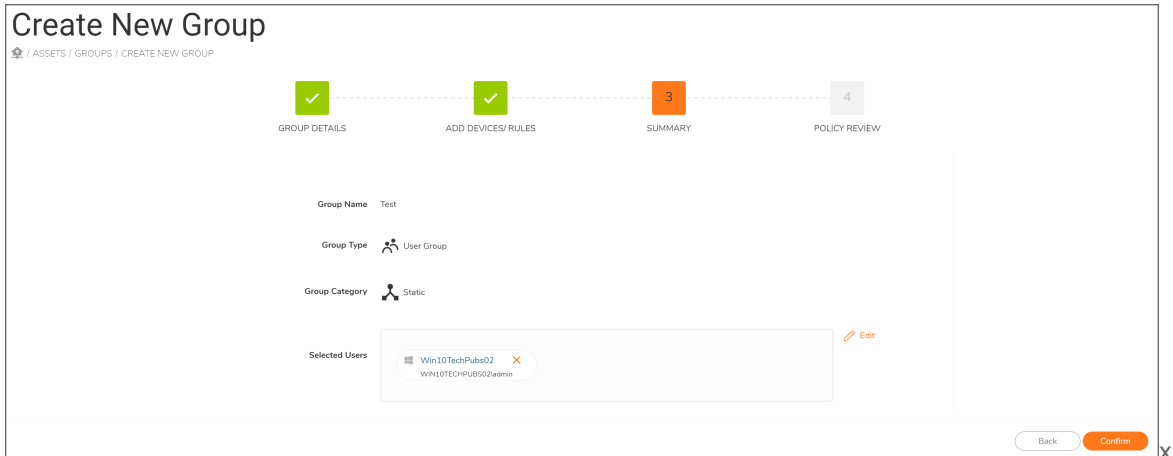 Create New Group
/ ASSETS / GROUPS / CREATE NEW GROUP
3
4
GROUP DETAILS
ADD DEVICES/ RULES
SUMMARY
POLICY REVIEW
Group Name Test
Group Type User Group
Group Category Static
Edit
Selected Users
Win10TechPubs02
WIN10TECHPUBS02\admin
Back Confirm
x